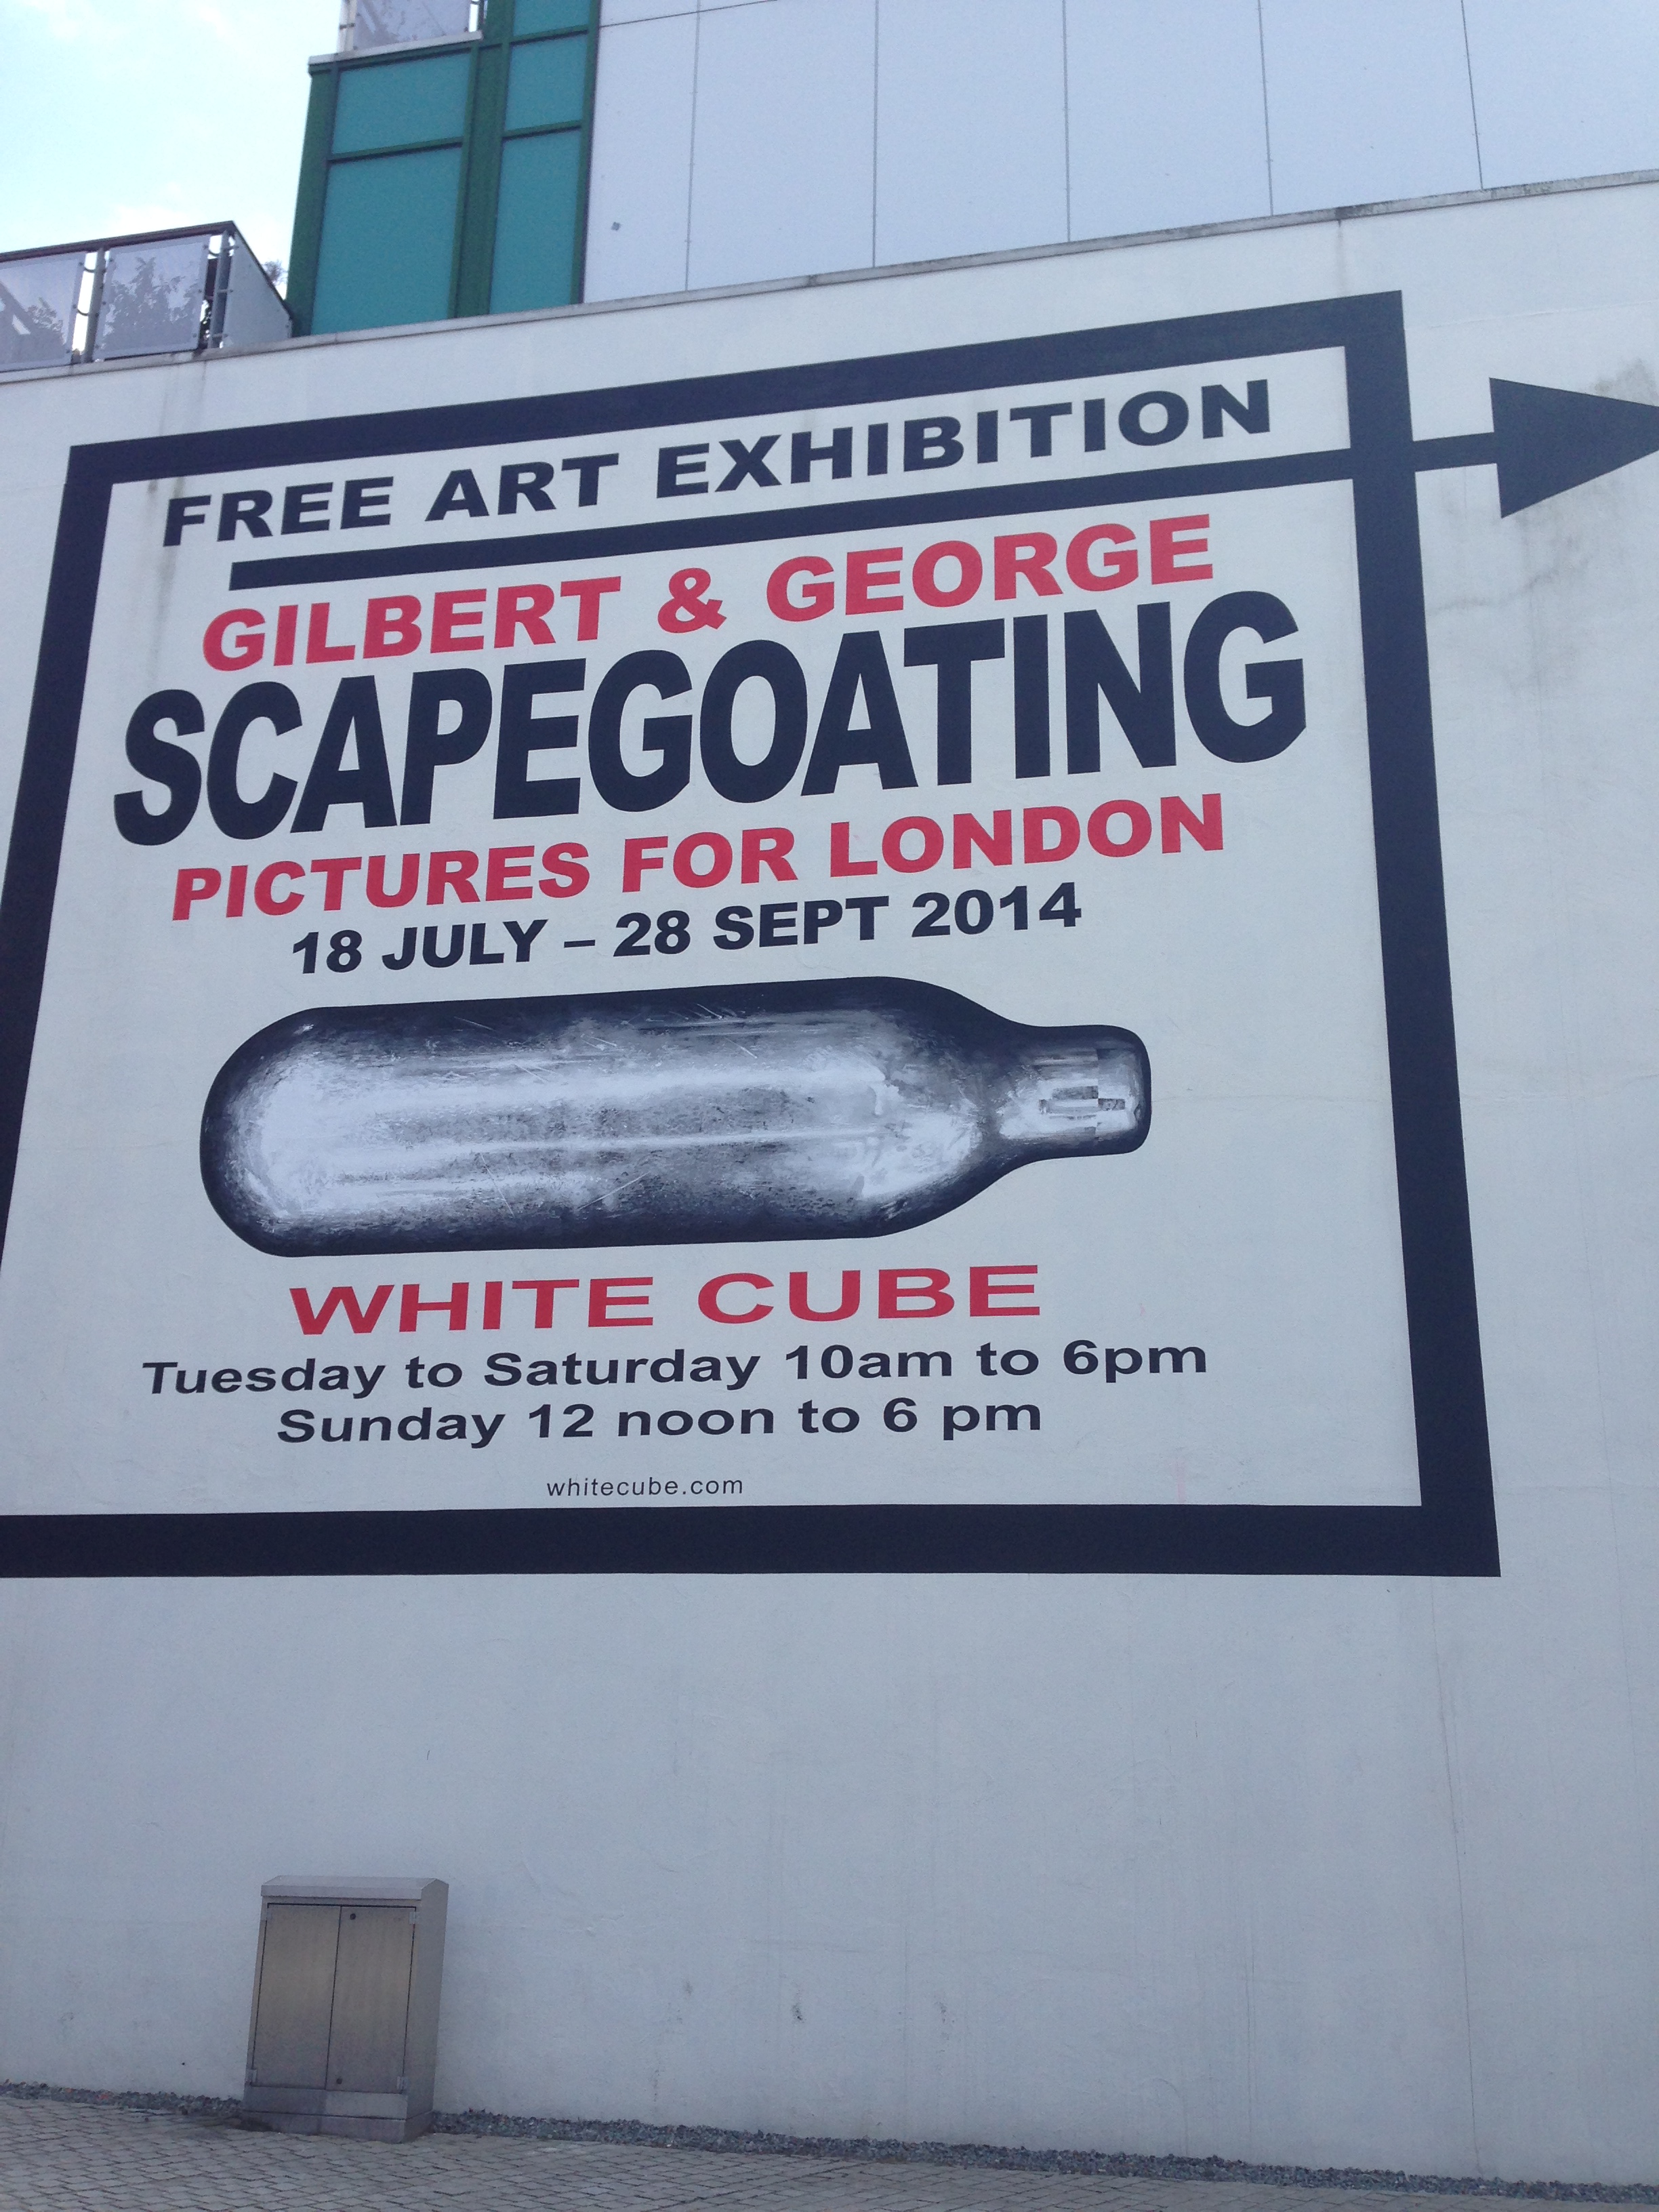 FREE ART EXHIBITION
GILBERT & GEORGE
SCAPEGOATING
PICTURES FOR LONDON
18 JULY – 28 SEPT 2014
WHITE CUBE
Tuesday to Saturday 10am to 6pm
Sunday 12 noon to 6 pm
whitecube.com